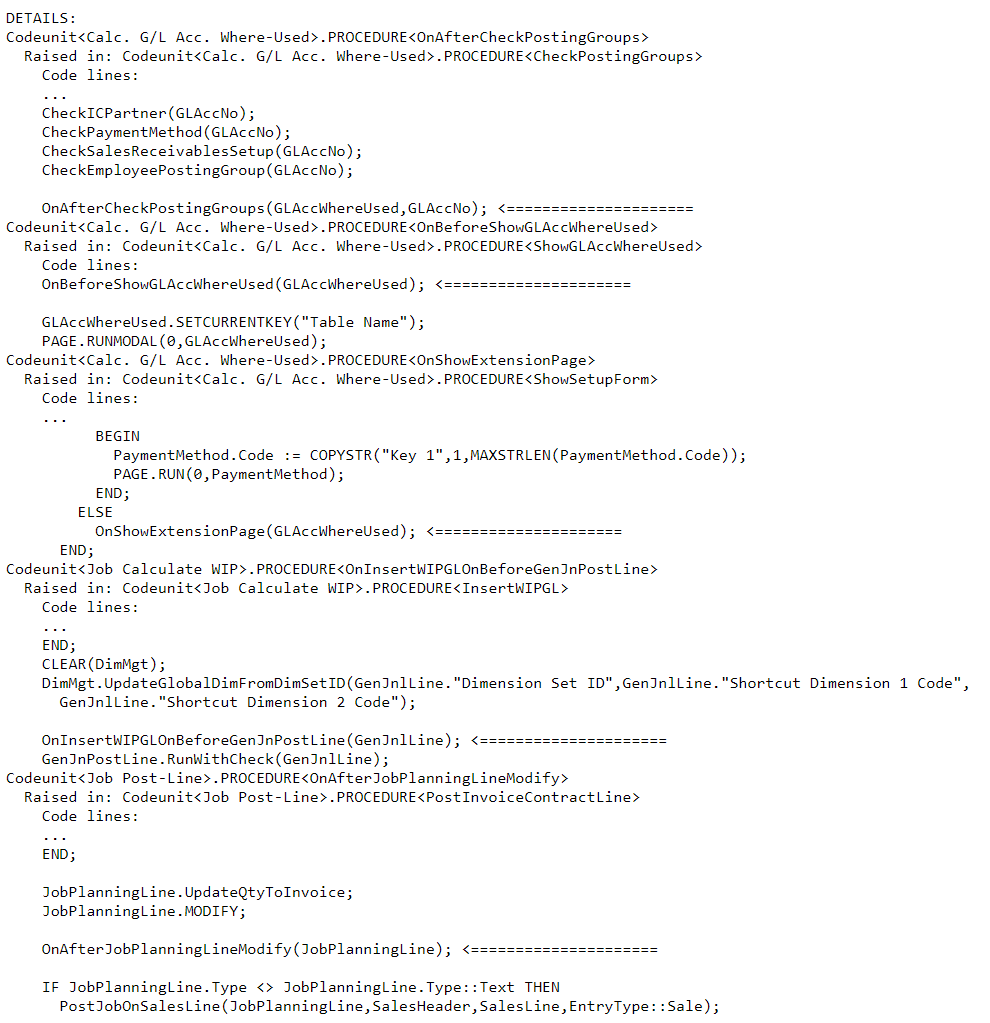 DETAILS:
Codeunit<Calc. G/L Acc. Where-Used>.PROCEDURE<OnAfterCheckPostingGroups>
  Raised in: Codeunit<Calc. G/L Acc. Where-Used>.PROCEDURE<CheckPostingGroups>
    Code lines:
    ...
    CheckICPartner(GLAccNo);
    CheckPaymentMethod(GLAccNo);
    CheckSalesReceivablesSetup(GLAccNo);
    CheckEmployeePostingGroup(GLAccNo);

    OnAfterCheckPostingGroups(GLAccWhereUsed,GLAccNo); <=====================
Codeunit<Calc. G/L Acc. Where-Used>.PROCEDURE<OnBeforeShowGLAccWhereUsed>
  Raised in: Codeunit<Calc. G/L Acc. Where-Used>.PROCEDURE<ShowGLAccWhereUsed>
    Code lines:
    OnBeforeShowGLAccWhereUsed(GLAccWhereUsed); <=====================

    GLAccWhereUsed.SETCURRENTKEY("Table Name");
    PAGE.RUNMODAL(0,GLAccWhereUsed);
Codeunit<Calc. G/L Acc. Where-Used>.PROCEDURE<OnShowExtensionPage>
  Raised in: Codeunit<Calc. G/L Acc. Where-Used>.PROCEDURE<ShowSetupForm>
    Code lines:
    ...
          BEGIN
            PaymentMethod.Code := COPYSTR("Key 1",1,MAXSTRLEN(PaymentMethod.Code));
            PAGE.RUN(0,PaymentMethod);
          END;
        ELSE
          OnShowExtensionPage(GLAccWhereUsed); <=====================
      END;
Codeunit<Job Calculate WIP>.PROCEDURE<OnInsertWIPGLOnBeforeGenJnPostLine>
  Raised in: Codeunit<Job Calculate WIP>.PROCEDURE<InsertWIPGL>
    Code lines:
    ...
    END;
    CLEAR(DimMgt);
    DimMgt.UpdateGlobalDimFromDimSetID(GenJnlLine."Dimension Set ID",GenJnlLine."Shortcut Dimension 1 Code",
      GenJnlLine."Shortcut Dimension 2 Code");

    OnInsertWIPGLOnBeforeGenJnPostLine(GenJnlLine); <=====================
    GenJnPostLine.RunWithCheck(GenJnlLine);
Codeunit<Job Post-Line>.PROCEDURE<OnAfterJobPlanningLineModify>
  Raised in: Codeunit<Job Post-Line>.PROCEDURE<PostInvoiceContractLine>
    Code lines:
    ...
    END;

    JobPlanningLine.UpdateQtyToInvoice;
    JobPlanningLine.MODIFY;

    OnAfterJobPlanningLineModify(JobPlanningLine); <=====================

    IF JobPlanningLine.Type <> JobPlanningLine.Type::Text THEN
      PostJobOnSalesLine(JobPlanningLine,SalesHeader,SalesLine,EntryType::Sale);